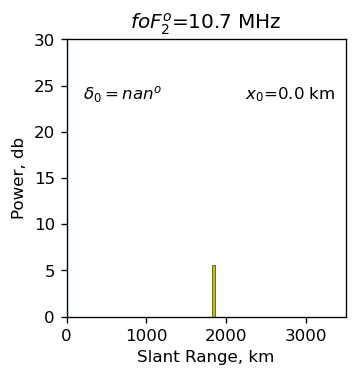 foF₂ᵒ=10.7 MHz
30
δ₀ = nanᵒ x₀=0.0 km
25
20
15
10
5
0
Power, db
0 1000 2000 3000
Slant Range, km